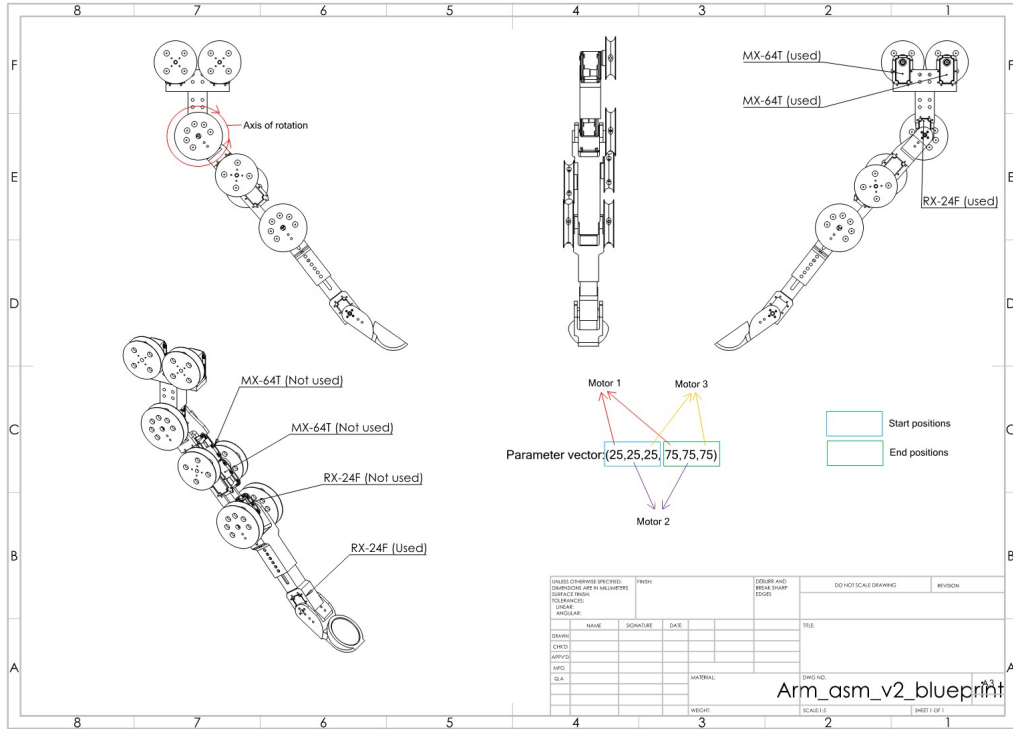 8 7 6 5 4 3 2 1
F
F
MX-64T (used)
MX-64T (used)
Axis of rotation
E
E
RX-24F (used)
D
D
MX-64T (Not used)
MX-64T (Not used)
RX-24F (Not used)
RX-24F (Used)
C
C
Motor 1 Motor 3
Parameter vector:(25,25,25, 75,75,75)
Motor 2
Start positions
End positions
B
B
UNLESS OTHERWISE SPECIFIED:
DIMENSIONS ARE IN MILLIMETERS
SURFACE FINISH:
TOLERANCES:
LINEAR:
ANGULAR:
FINISH:
DEBURR AND
BREAK SHARP
EDGES
DO NOT SCALE DRAWING
REVISION
NAME SIGNATURE DATE
TITLE:
DRAWN
CHK'D
APPV'D
MFG
Q.A
MATERIAL:
DWG NO.
Arm_asm_v2_blueprint
A3
WEIGHT:
SCALE:1:5
SHEET 1 OF 1
A
A
8 7 6 5 4 3 2 1